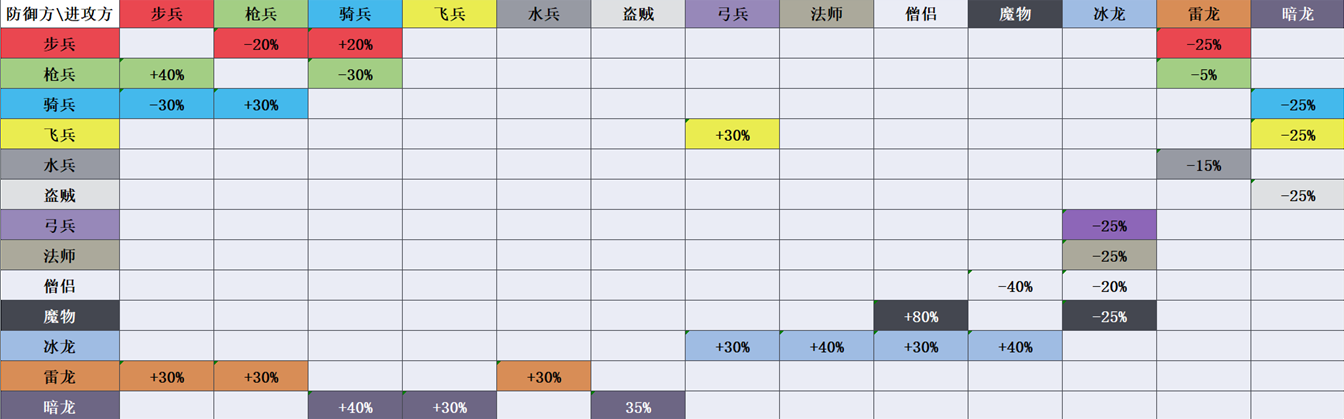 防御方\进攻方 步兵 枪兵 骑兵 飞兵 水兵 盗贼 弓兵 法师 僧侣 魔物 冰龙 雷龙 暗龙
步兵 -20% +20% -25%
枪兵 +40% -30% -5%
骑兵 -30% +30% -25%
飞兵 +30% -25%
水兵 -15%
盗贼 -25%
弓兵 -25%
法师 -25%
僧侣 -40% -20%
魔物 +80% -25%
冰龙 +30% +40% +30% +40%
雷龙 +30% +30% +30%
暗龙 +40% +30% 35%